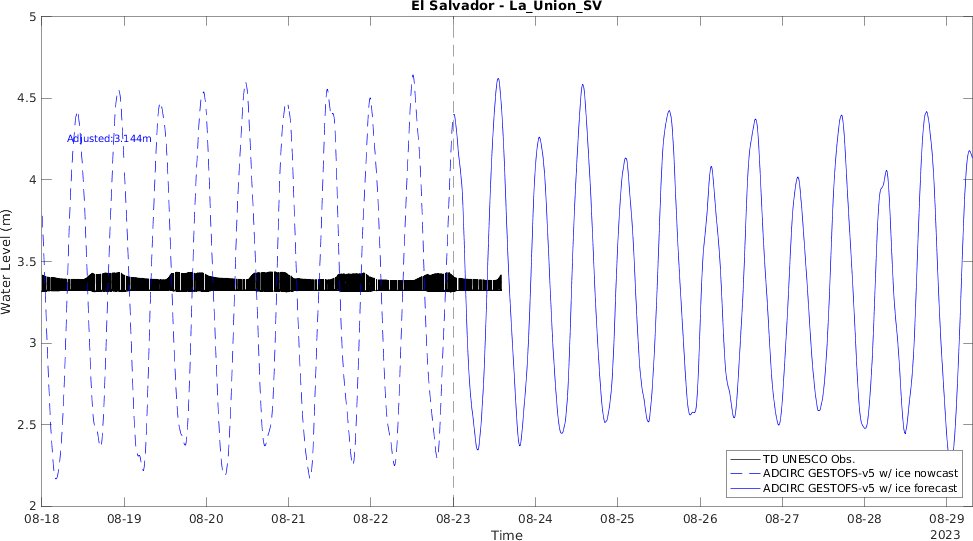 El Salvador - La_Union_SV
5
4.5
4
3.5
3
2.5
2
Water Level (m)
Adjusted:3.144m
TD UNESCO Obs.
ADCIRC GESTOFS-v5 w/ ice nowcast
ADCIRC GESTOFS-v5 w/ ice forecast
08-18 08-19 08-20 08-21 08-22 08-23 08-24 08-25 08-26 08-27 08-28 08-29
2023
Time